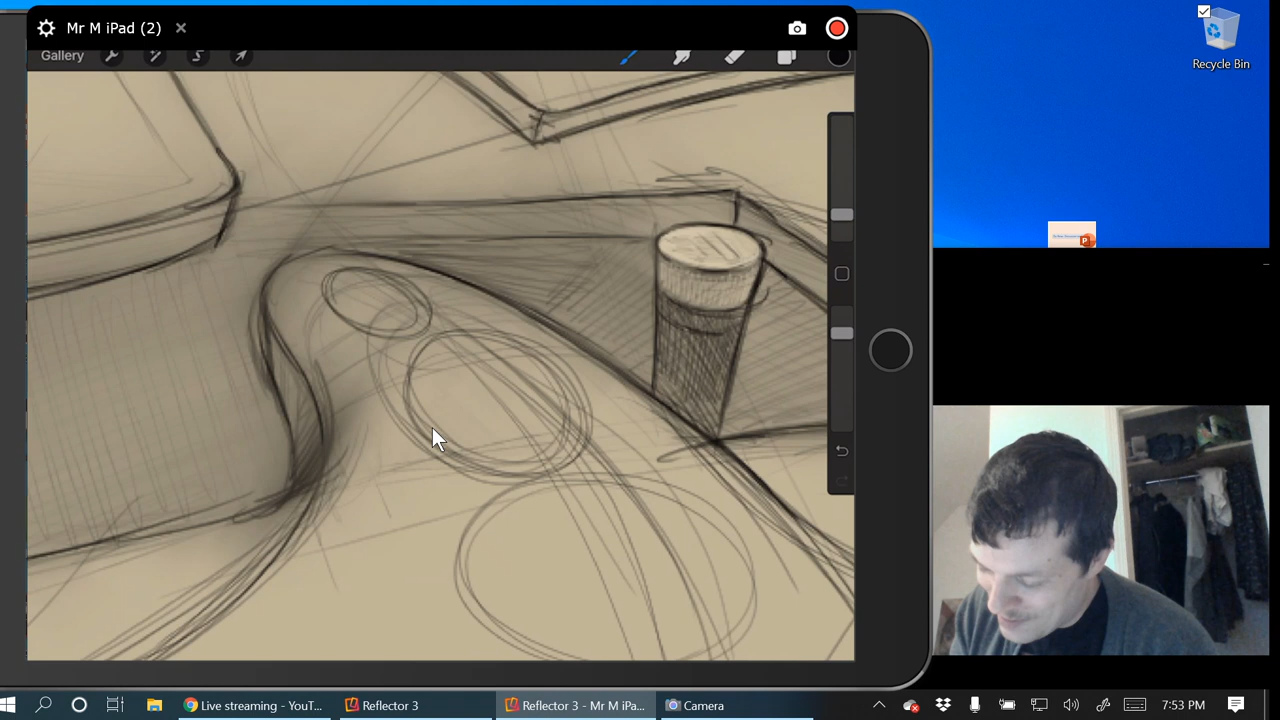 Mr M iPad (2)
Gallery
Recycle Bin
Live streaming - YouT...
Reflector 3
Reflector 3 - Mr M iPa...
Camera
7:53 PM